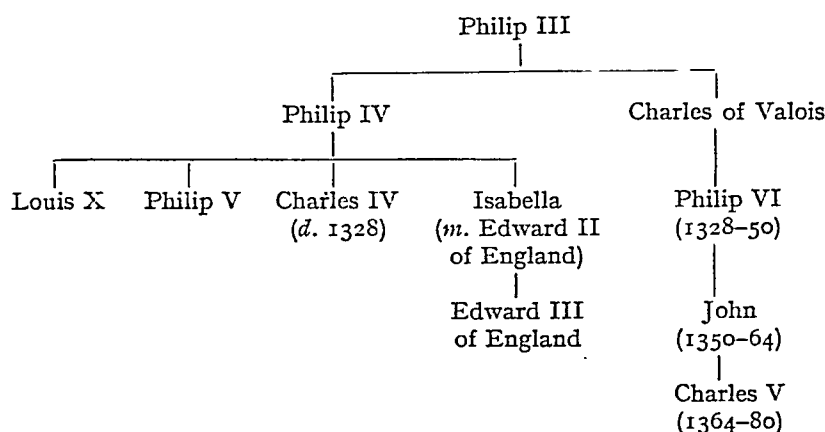 Philip III
Philip IV
Charles of Valois
Louis X
Philip V
Charles IV
(d. 1328)
Isabella
(m. Edward II
of England)
Philip VI
(1328–50)
Edward III
of England
John
(1350–64)
Charles V
(1364–80)